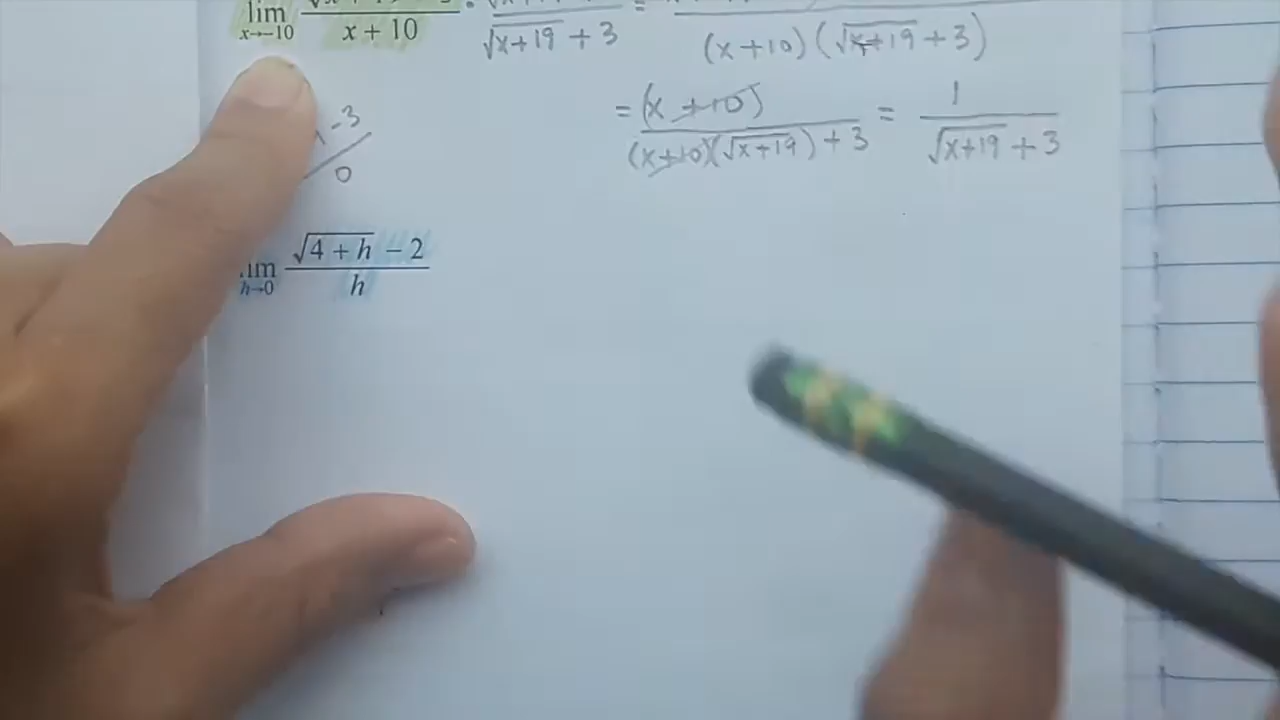 lim x→−10 / x + 10 · / √x+19 + 3 = / (x+10)(√x+19 + 3)
= (x+10) / (x+10)(√x+19) + 3 = 1 / √x+19 + 3
-3 / 0
lim h→0 √4 + h − 2 / h